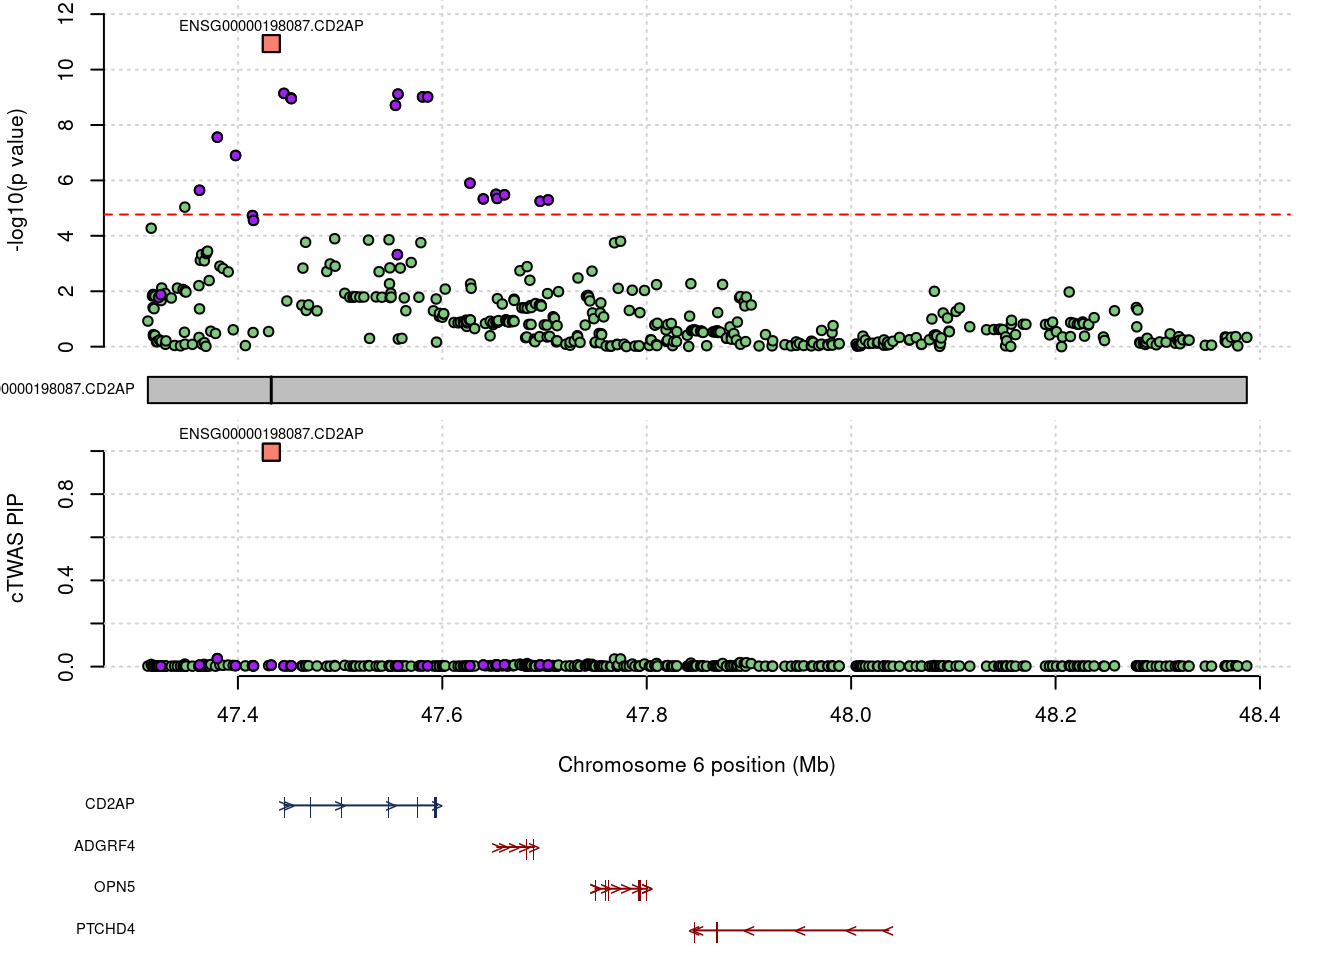 ENSG00000198087.CD2AP
-log10(p value)
12
10
8
6
4
2
0
0000198087.CD2AP
ENSG00000198087.CD2AP
cTWAS PIP
0.8
0.4
0.0
47.4 47.6 47.8 48.0 48.2 48.4
Chromosome 6 position (Mb)
CD2AP
ADGRF4
OPN5
PTCHD4